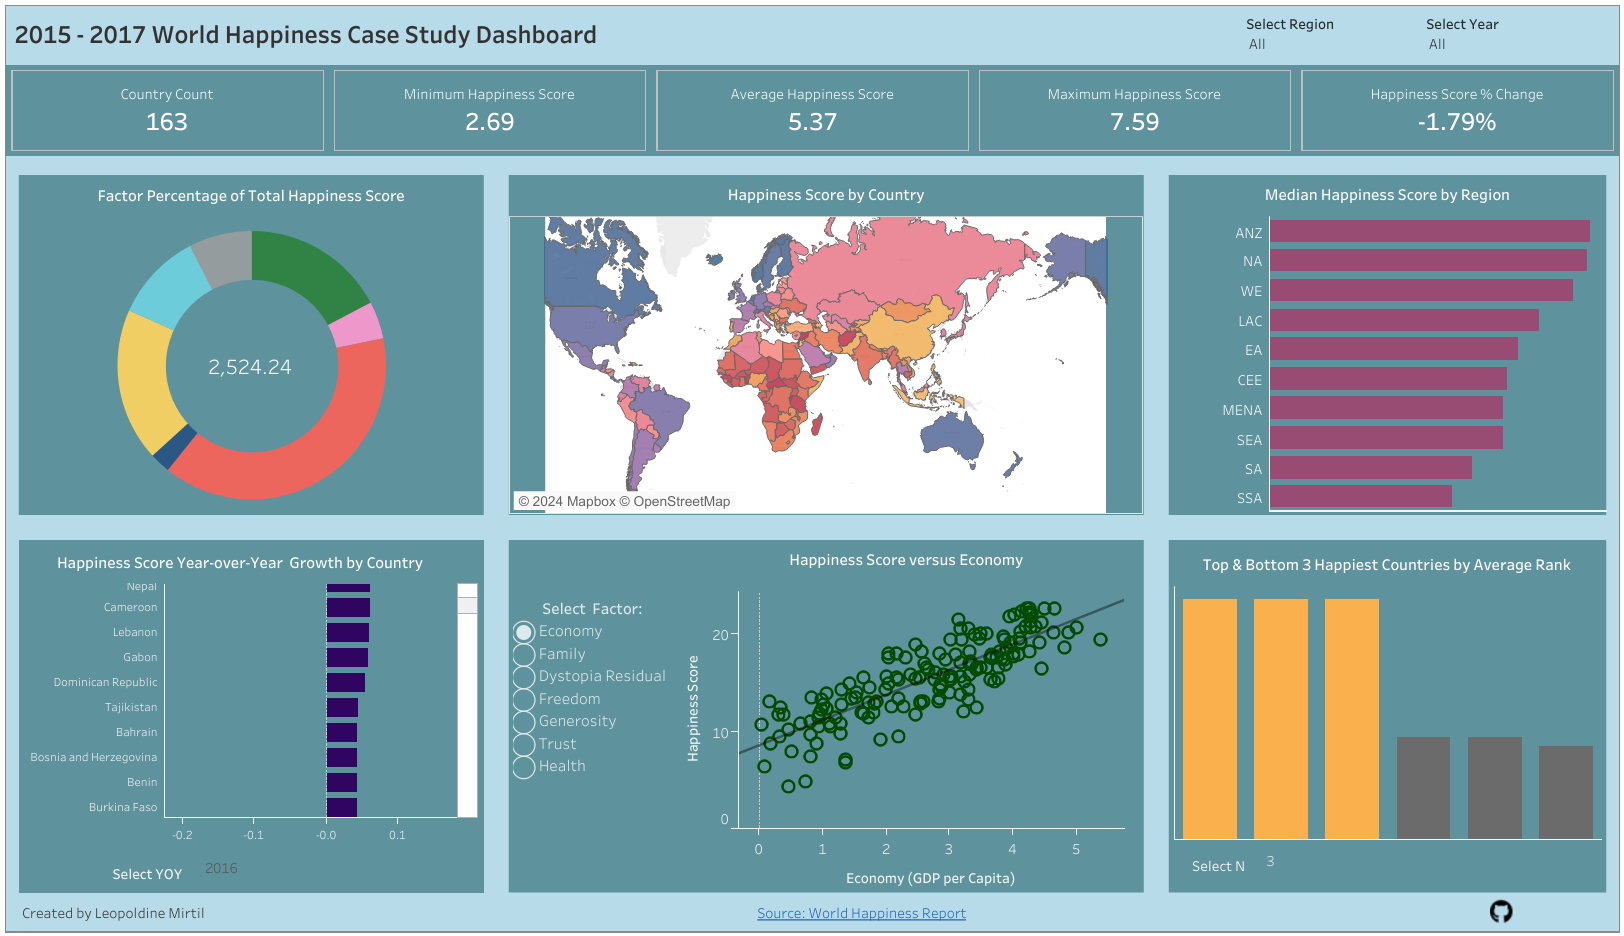 2015 - 2017 World Happiness Case Study Dashboard
Select Region
All
Select Year
All
Country Count
163
Minimum Happiness Score
2.69
Average Happiness Score
5.37
Maximum Happiness Score
7.59
Happiness Score % Change
-1.79%
Factor Percentage of Total Happiness Score
2,524.24
Happiness Score by Country
© 2024 Mapbox © OpenStreetMap
Median Happiness Score by Region
ANZ
NA
WE
LAC
EA
CEE
MENA
SEA
SA
SSA
Happiness Score Year-over-Year Growth by Country
Nepal
Cameroon
Lebanon
Gabon
Dominican Republic
Tajikistan
Bahrain
Bosnia and Herzegovina
Benin
Burkina Faso
-0.2 -0.1 -0.0 0.1
Select YOY 2016
Happiness Score versus Economy
Select Factor:
Economy
Family
Dystopia Residual
Freedom
Generosity
Trust
Health
Happiness Score
20
10
0
0 1 2 3 4 5
Economy (GDP per Capita)
Top & Bottom 3 Happiest Countries by Average Rank
Select N 3
Created by Leopoldine Mirtil
Source: World Happiness Report